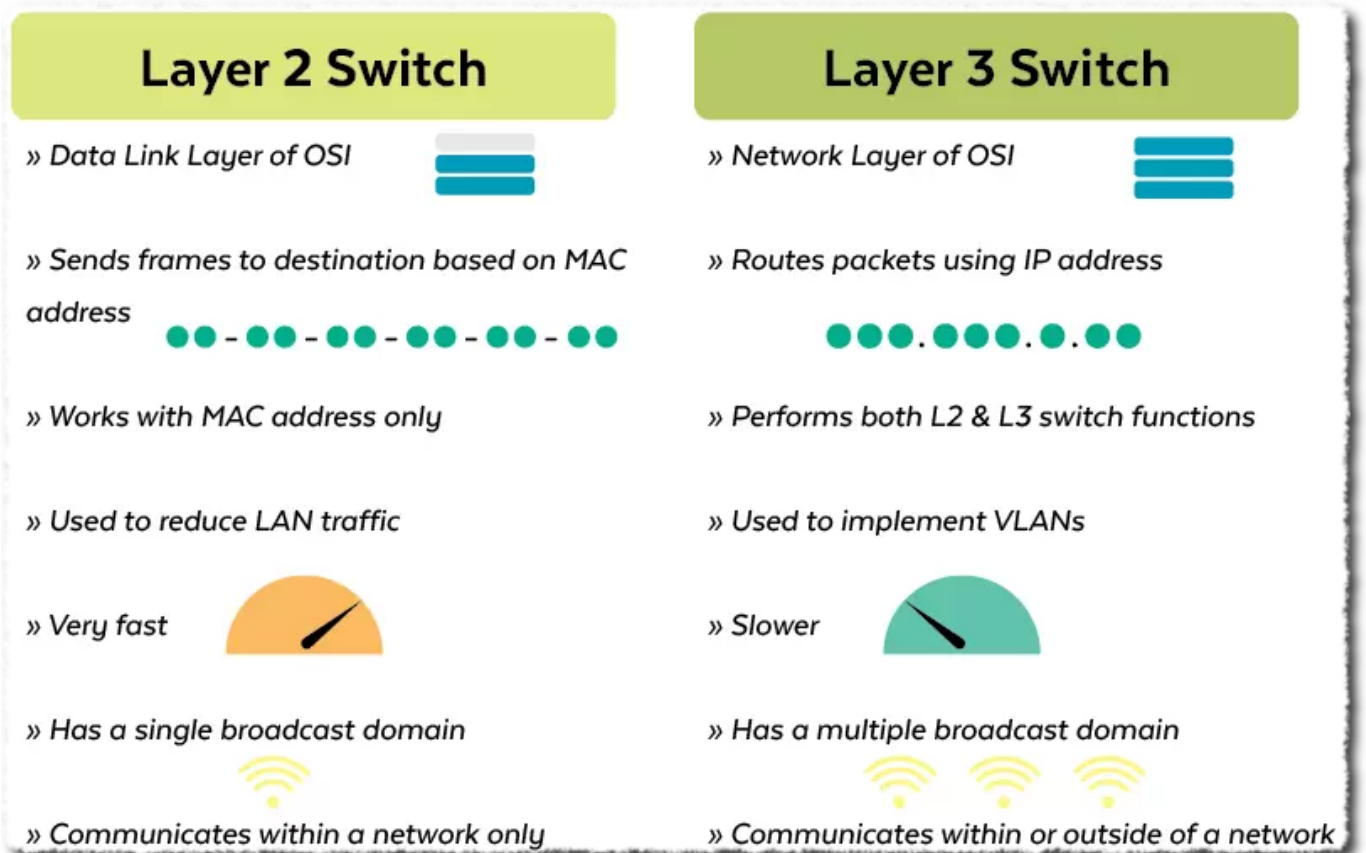 Layer 2 Switch
» Data Link Layer of OSI
» Sends frames to destination based on MAC
address
» Works with MAC address only
» Used to reduce LAN traffic
» Very fast
» Has a single broadcast domain
» Communicates within a network only
Layer 3 Switch
» Network Layer of OSI
» Routes packets using IP address
» Performs both L2 & L3 switch functions
» Used to implement VLANs
» Slower
» Has a multiple broadcast domain
» Communicates within or outside of a network